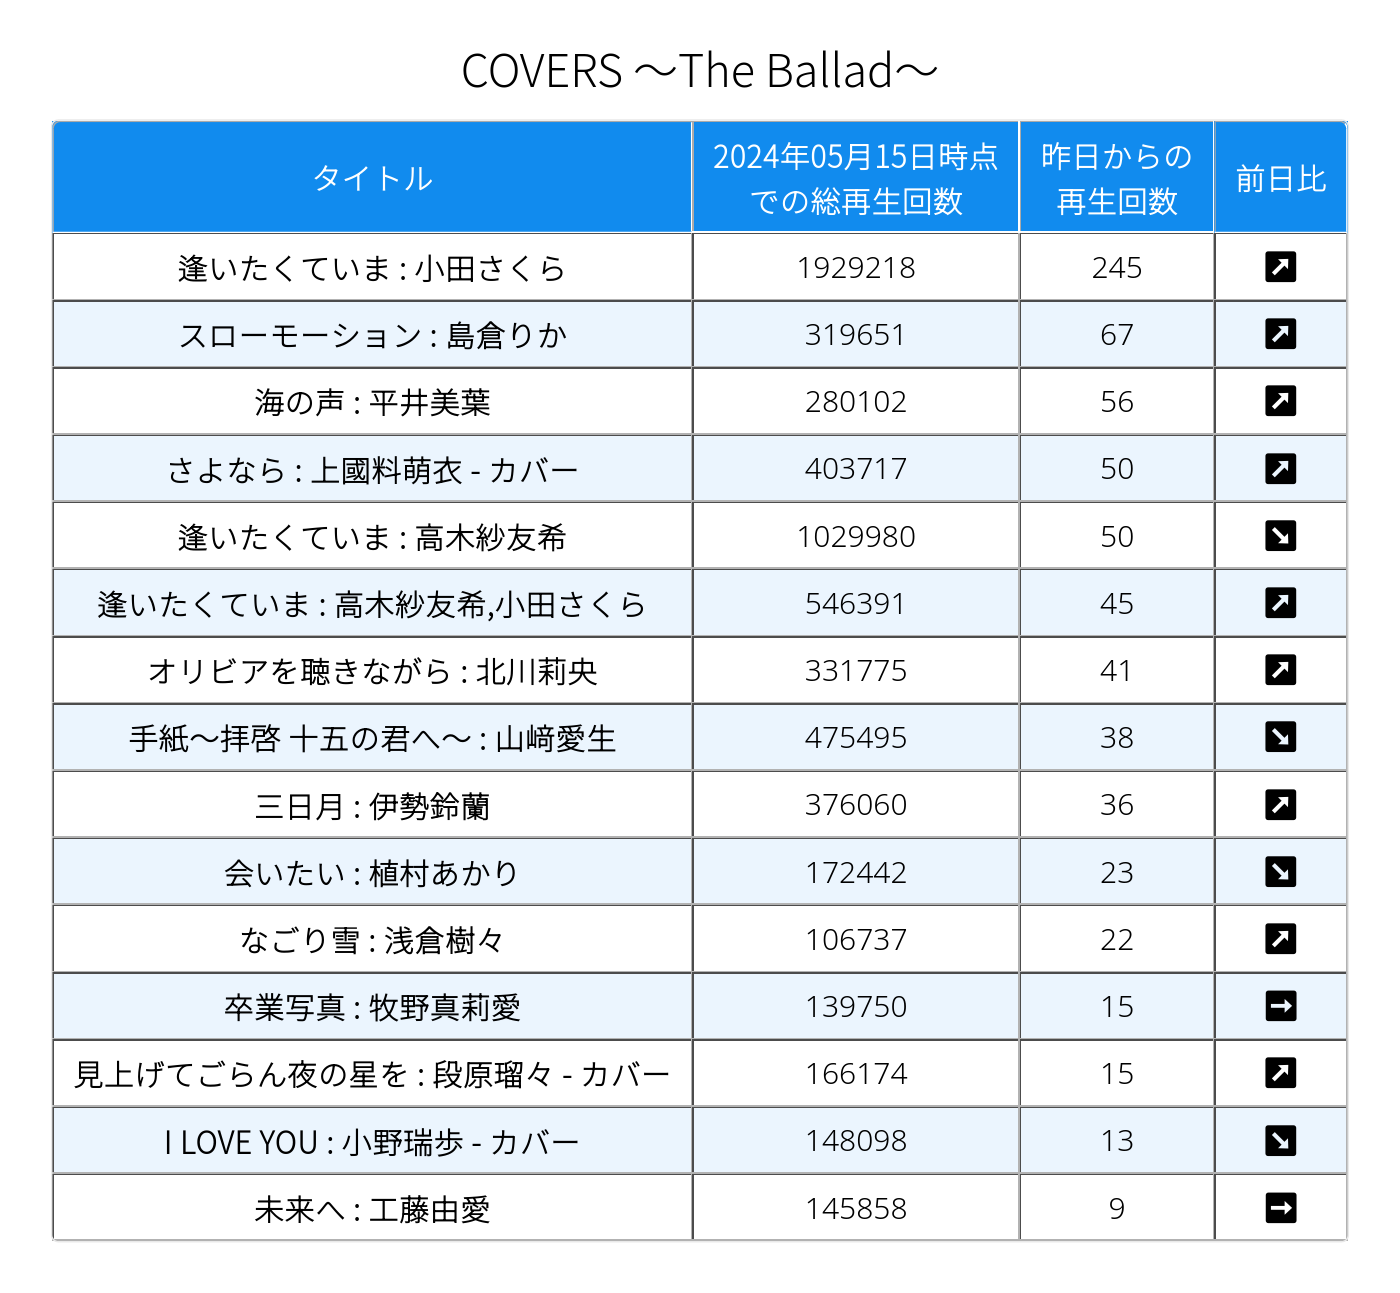 COVERS ～The Ballad～
タイトル
2024年05月15日時点
での総再生回数
昨日からの
再生回数
前日比
逢いたくていま : 小田さくら 1929218 245 ↗
スローモーション : 島倉りか 319651 67 ↗
海の声 : 平井美葉 280102 56 ↗
さよなら : 上國料萌衣 - カバー 403717 50 ↗
逢いたくていま : 高木紗友希 1029980 50 ↘
逢いたくていま : 高木紗友希,小田さくら 546391 45 ↗
オリビアを聴きながら : 北川莉央 331775 41 ↗
手紙～拝啓 十五の君へ～ : 山﨑愛生 475495 38 ↘
三日月 : 伊勢鈴蘭 376060 36 ↗
会いたい : 植村あかり 172442 23 ↘
なごり雪 : 浅倉樹々 106737 22 ↗
卒業写真 : 牧野真莉愛 139750 15 →
見上げてごらん夜の星を : 段原瑠々 - カバー 166174 15 ↗
I LOVE YOU : 小野瑞歩 - カバー 148098 13 ↘
未来へ : 工藤由愛 145858 9 →